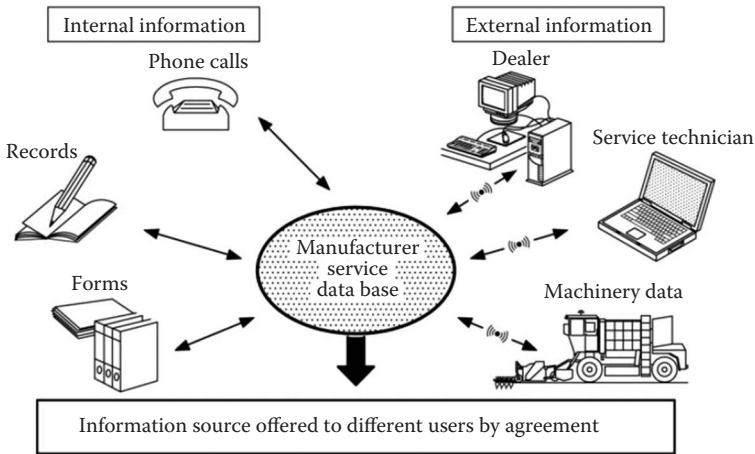 Internal information
External information
Phone calls
Dealer
Records
Service technician
Manufacturer
service
data base
Forms
Machinery data
Information source offered to different users by agreement